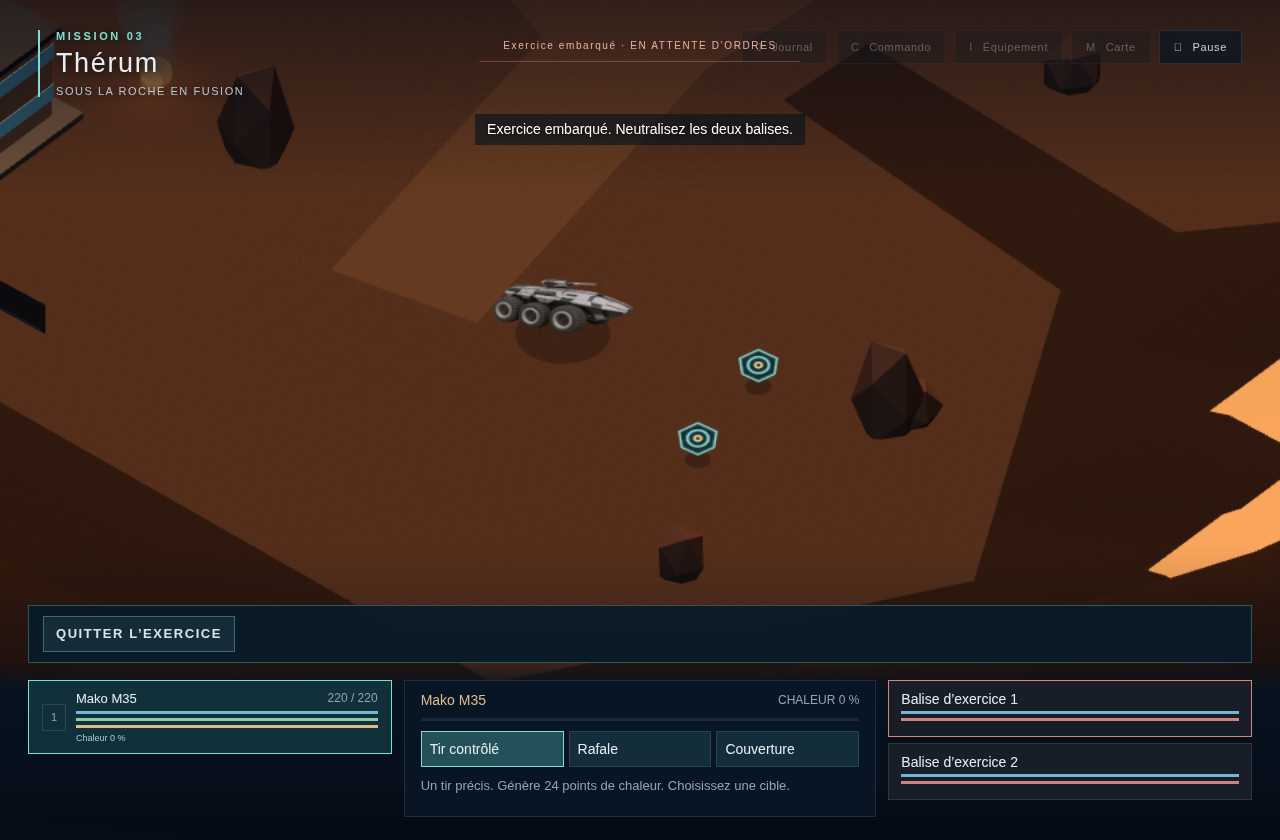 MISSION 03
Thérum
SOUS LA ROCHE EN FUSION
Exercice embarqué · EN ATTENTE D'ORDRES
Journal
C Commando
I Équipement
M Carte
Pause
Exercice embarqué. Neutralisez les deux balises.
QUITTER L'EXERCICE
1
Mako M35
220 / 220
Chaleur 0 %
Mako M35
CHALEUR 0 %
Tir contrôlé
Rafale
Couverture
Un tir précis. Génère 24 points de chaleur. Choisissez une cible.
Balise d'exercice 1
Balise d'exercice 2